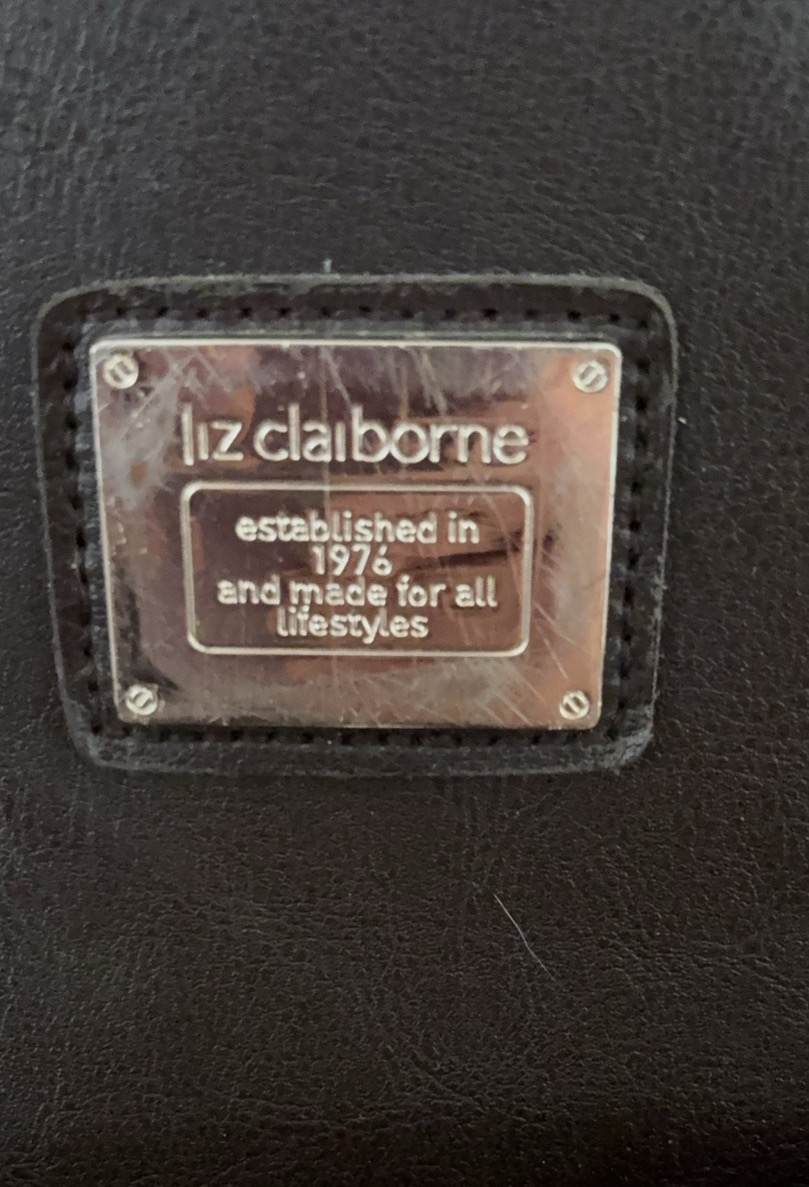 liz claiborne
established in
1976
and made for all
lifestyles